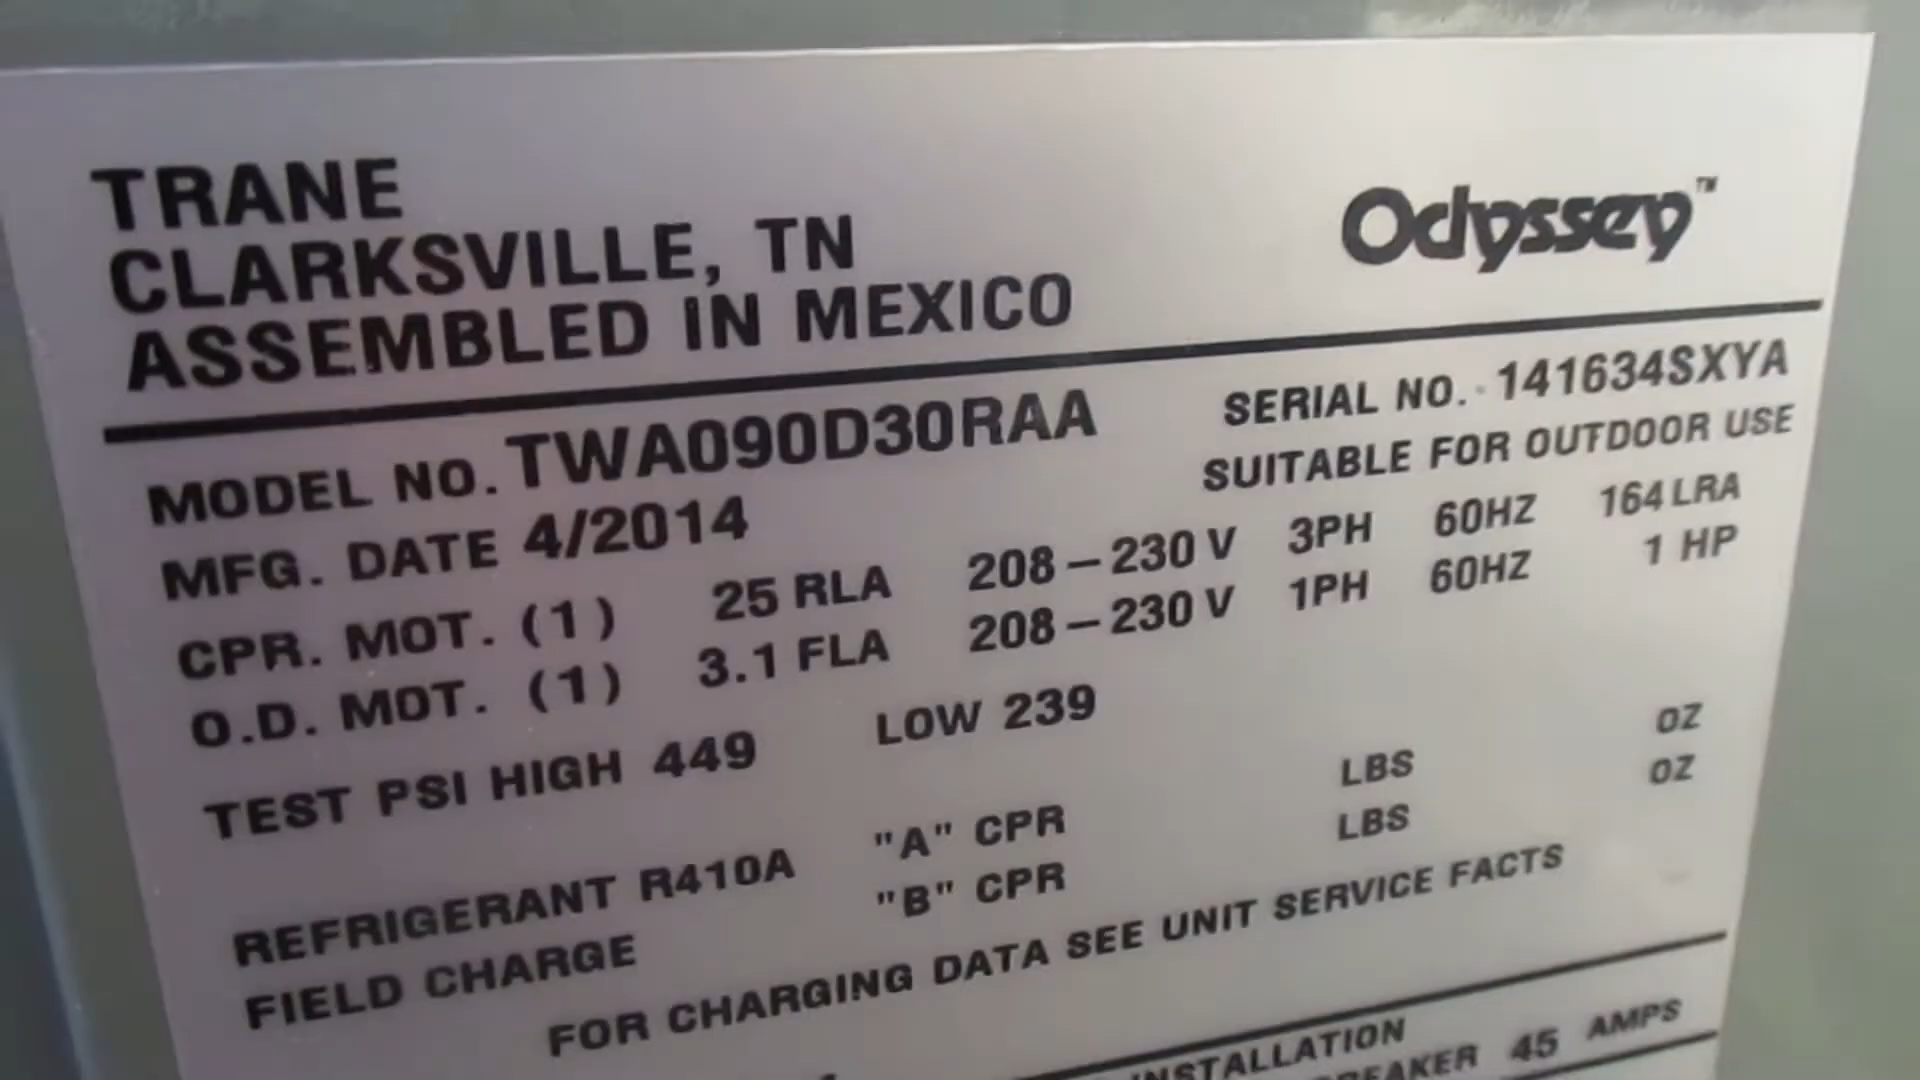 TRANE
CLARKSVILLE, TN
ASSEMBLED IN MEXICO
Odyssey™
MODEL NO. TWA090D30RAA SERIAL NO. 141634SXYA
MFG. DATE 4/2014 SUITABLE FOR OUTDOOR USE
CPR. MOT. (1) 25 RLA 208-230 V 3PH 60HZ 164 LRA
O.D. MOT. (1) 3.1 FLA 208-230 V 1PH 60HZ 1 HP
TEST PSI HIGH 449 LOW 239
REFRIGERANT R410A "A" CPR LBS OZ
FIELD CHARGE "B" CPR LBS OZ
FOR CHARGING DATA SEE UNIT SERVICE FACTS
INSTALLATION
BREAKER 45 AMPS